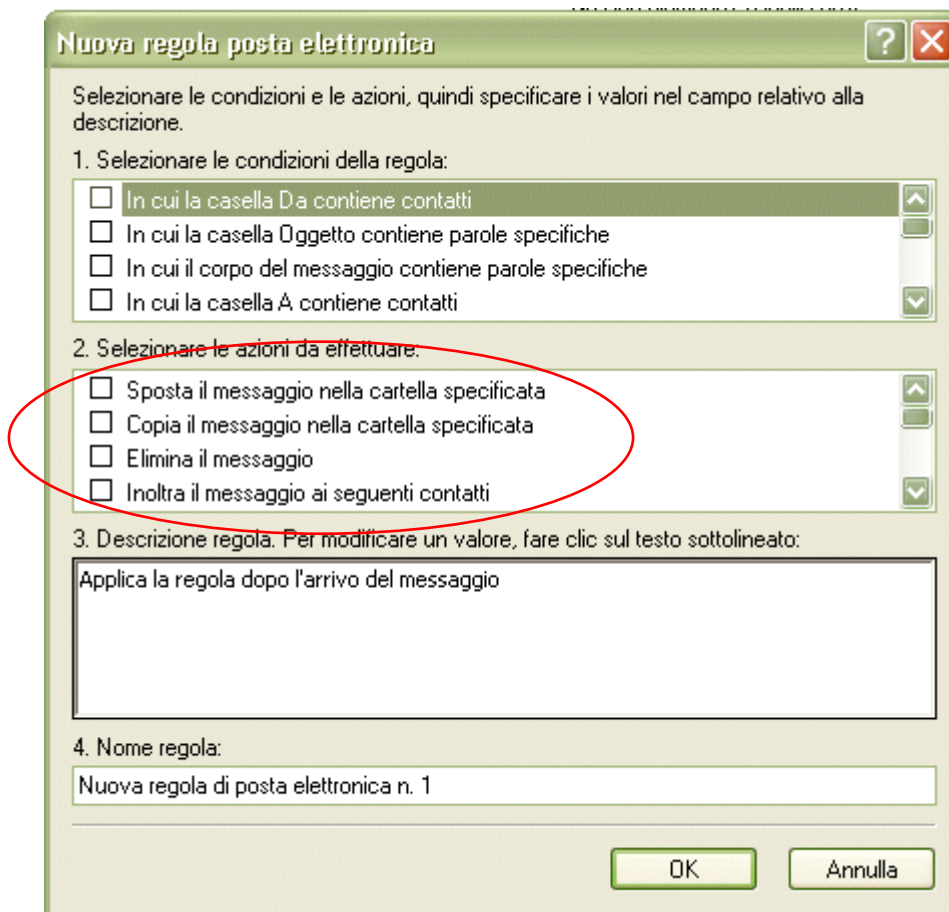 Nuova regola posta elettronica
Selezionare le condizioni e le azioni, quindi specificare i valori nel campo relativo alla
descrizione.
1. Selezionare le condizioni della regola:
In cui la casella Da contiene contatti
In cui la casella Oggetto contiene parole specifiche
In cui il corpo del messaggio contiene parole specifiche
In cui la casella A contiene contatti
2. Selezionare le azioni da effettuare:
Sposta il messaggio nella cartella specificata
Copia il messaggio nella cartella specificata
Elimina il messaggio
Inoltra il messaggio ai seguenti contatti
3. Descrizione regola. Per modificare un valore, fare clic sul testo sottolineato:
Applica la regola dopo l'arrivo del messaggio
4. Nome regola:
Nuova regola di posta elettronica n. 1
OK
Annulla